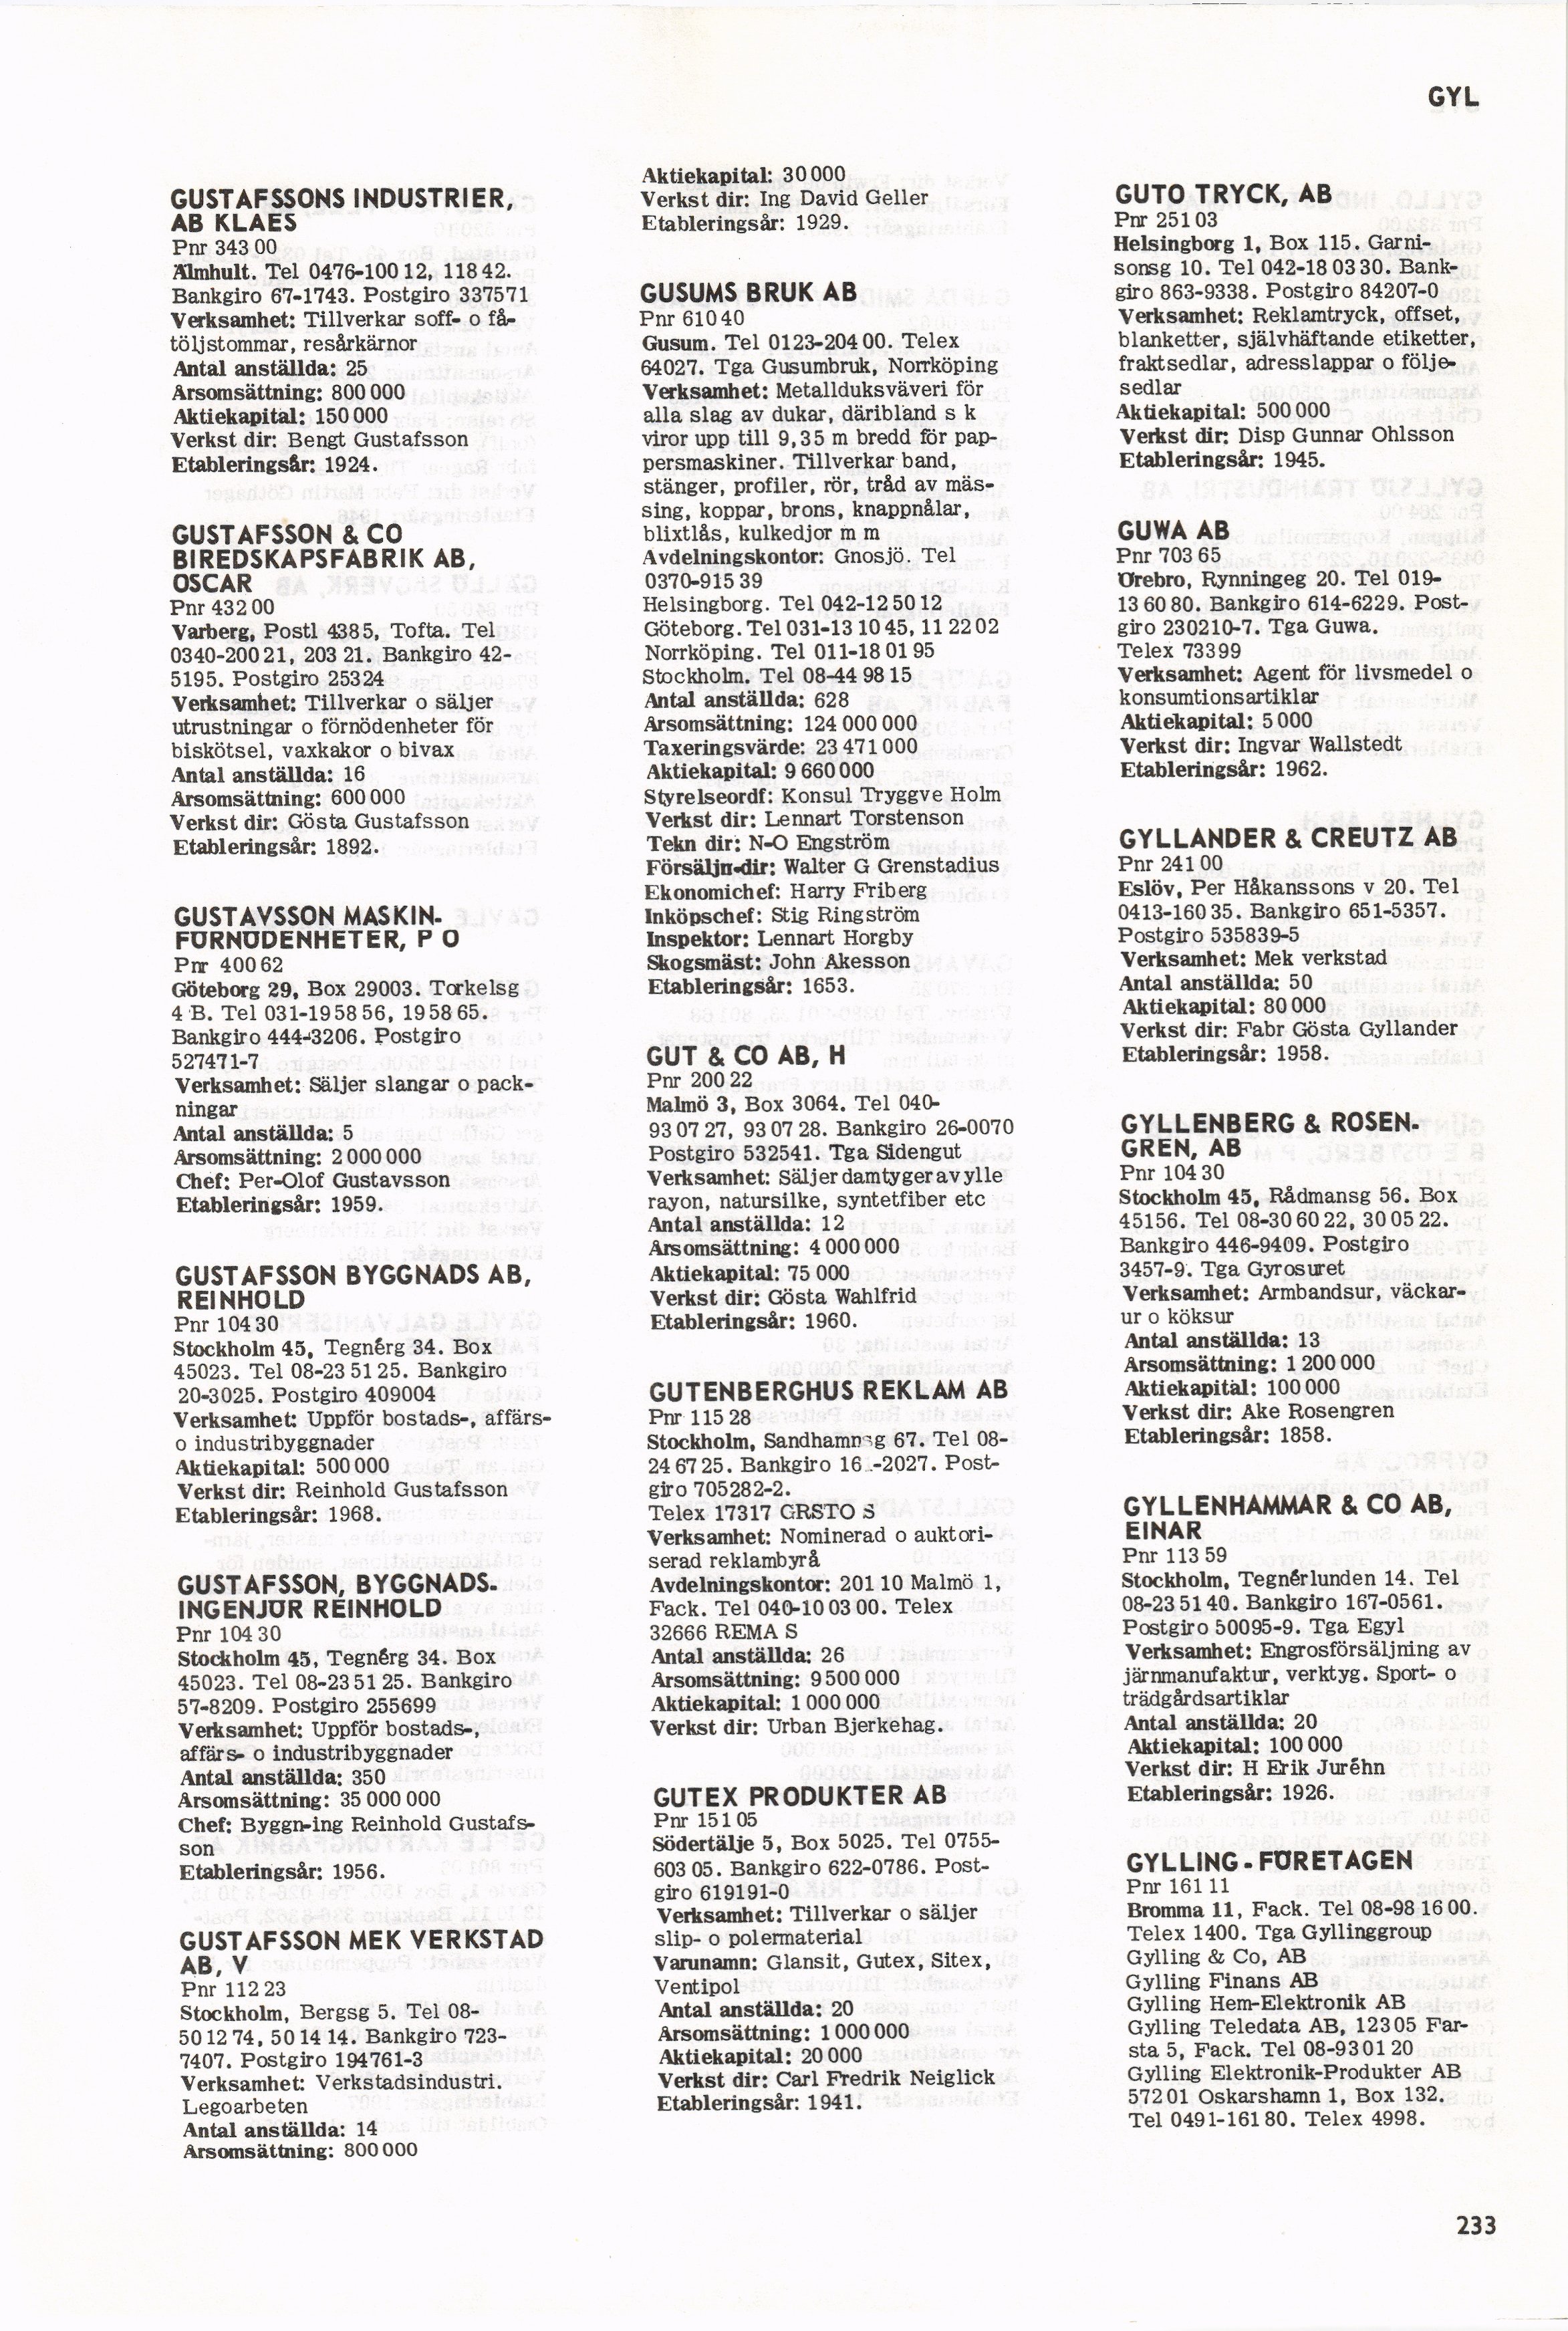 GYL
GUSTAFSSONS INDUSTRIER,
AB KLAES
Pnr 343 00
Älmhult. Tel 0476-100 12, 118 42.
Bankgiro 67-1743. Postgiro 337571
Verksamhet: Tillverkar soff- o få-
töljstommar, resårkärnor
Antal anställda: 25
Årsomsättning: 800 000
Aktiekapital: 150 000
Verkst dir: Bengt Gustafsson
Etableringsår: 1924.
GUSTAFSSON & CO
BIREDSKAPSFABRIK AB,
OSCAR
Pnr 432 00
Varberg, Postl 4385, Tofta. Tel
0340-200 21, 203 21. Bankgiro 42-
5195. Postgiro 25324
Verksamhet: Tillverkar o säljer
utrustningar o förnödenheter för
biskötsel, vaxkakor o bivax
Antal anställda: 16
Årsomsättning: 600 000
Verkst dir: Gösta Gustafsson
Etableringsår: 1892.
GUSTAVSSON MASKIN-
FÖRNÖDENHETER, P O
Pnr 400 62
Göteborg 29, Box 29003. Torkelsg
4 B. Tel 031-19 58 56, 19 58 65.
Bankgiro 444-3206. Postgiro
527471-7
Verksamhet: Säljer slangar o pack-
ningar
Antal anställda: 5
Årsomsättning: 2 000 000
Chef: Per-Olof Gustavsson
Etableringsår: 1959.
GUSTAFSSON BYGGNADS AB,
REINHOLD
Pnr 104 30
Stockholm 45, Tegnérg 34. Box
45023. Tel 08-23 51 25. Bankgiro
20-3025. Postgiro 409004
Verksamhet: Uppför bostads-, affärs-
o industribyggnader
Aktiekapital: 500 000
Verkst dir: Reinhold Gustafsson
Etableringsår: 1968.
GUSTAFSSON, BYGGNADS-
INGENJÖR REINHOLD
Pnr 104 30
Stockholm 45, Tegnérg 34. Box
45023. Tel 08-23 51 25. Bankgiro
57-8209. Postgiro 255699
Verksamhet: Uppför bostads-,
affärs- o industribyggnader
Antal anställda: 350
Årsomsättning: 35 000 000
Chef: Byggn-ing Reinhold Gustafs-
son
Etableringsår: 1956.
GUSTAFSSON MEK VERKSTAD
AB, V
Pnr 112 23
Stockholm, Bergsg 5. Tel 08-
50 12 74, 50 14 14. Bankgiro 723-
7407. Postgiro 194761-3
Verksamhet: Verkstadsindustri.
Legoarbeten
Antal anställda: 14
Årsomsättning: 800 000
Aktiekapital: 30 000
Verkst dir: Ing David Geller
Etableringsår: 1929.
GUSUMS BRUK AB
Pnr 610 40
Gusum. Tel 0123-204 00. Telex
64027. Tga Gusumbruk, Norrköping
Verksamhet: Metallduksväveri för
alla slag av dukar, däribland s k
viror upp till 9,35 m bredd för pap-
persmaskiner. Tillverkar band,
stänger, profiler, rör, tråd av mäs-
sing, koppar, brons, knappnålar,
blixtlås, kulkedjor m m
Avdelningskontor: Gnosjö. Tel
0370-915 39
Helsingborg. Tel 042-12 50 12
Göteborg. Tel 031-13 10 45, 11 22 02
Norrköping. Tel 011-18 01 95
Stockholm. Tel 08-44 98 15
Antal anställda: 628
Årsomsättning: 124 000 000
Taxeringsvärde: 23 471 000
Aktiekapital: 9 660 000
Styrelseordf: Konsul Tryggve Holm
Verkst dir: Lennart Torstenson
Tekn dir: N-O Engström
Försäljn-dir: Walter G Grenstadius
Ekonomichef: Harry Friberg
Inköpschef: Stig Ringström
Inspektor: Lennart Horgby
Skogsmäst: John Åkesson
Etableringsår: 1653.
GUT & CO AB, H
Pnr 200 22
Malmö 3, Box 3064. Tel 040-
93 07 27, 93 07 28. Bankgiro 26-0070
Postgiro 532541. Tga Sidengut
Verksamhet: Säljer damtyger av ylle
rayon, natursilke, syntetfiber etc
Antal anställda: 12
Årsomsättning: 4 000 000
Aktiekapital: 75 000
Verkst dir: Gösta Wahlfrid
Etableringsår: 1960.
GUTENBERGHUS REKLAM AB
Pnr 115 28
Stockholm, Sandhamnsg 67. Tel 08-
24 67 25. Bankgiro -2027. Post-
giro 705282-2.
Telex 17317 GRSTO S
Verksamhet: Nominerad o auktori-
serad reklambyrå
Avdelningskontor: 201 10 Malmö 1,
Fack. Tel 040-10 03 00. Telex
32666 REMA S
Antal anställda: 26
Årsomsättning: 9 500 000
Aktiekapital: 1 000 000
Verkst dir: Urban Bjerkehag.
GUTEX PRODUKTER AB
Pnr 151 05
Södertälje 5, Box 5025. Tel 0755-
603 05. Bankgiro 622-0786. Post-
giro 619191-0
Verksamhet: Tillverkar o säljer
slip- o polermaterial
Varunamn: Glansit, Gutex, Sitex,
Ventipol
Antal anställda: 20
Årsomsättning: 1 000 000
Aktiekapital: 20 000
Verkst dir: Carl Fredrik Neiglick
Etableringsår: 1941.
GUTO TRYCK, AB
Pnr 251 03
Helsingborg 1, Box 115. Garni-
sonsg 10. Tel 042-18 03 30. Bank-
giro 863-9338. Postgiro 84207-0
Verksamhet: Reklamtryck, offset,
blanketter, självhäftande etiketter,
fraktsedlar, adresslappar o följe-
sedlar
Aktiekapital: 500 000
Verkst dir: Disp Gunnar Ohlsson
Etableringsår: 1945.
GUWA AB
Pnr 703 65
Örebro, Rynningeg 20. Tel 019-
13 60 80. Bankgiro 614-6229. Post-
giro 230210-7. Tga Guwa.
Telex 73399
Verksamhet: Agent för livsmedel o
konsumtionsartiklar
Aktiekapital: 5 000
Verkst dir: Ingvar Wallstedt
Etableringsår: 1962.
GYLLANDER & CREUTZ AB
Pnr 241 00
Eslöv, Per Håkanssons v 20. Tel
0413-160 35. Bankgiro 651-5357.
Postgiro 535839-5
Verksamhet: Mek verkstad
Antal anställda: 50
Aktiekapital: 80 000
Verkst dir: Fabr Gösta Gyllander
Etableringsår: 1958.
GYLLENBERG & ROSEN-
GREN, AB
Pnr 104 30
Stockholm 45, Rådmansg 56. Box
45156. Tel 08-30 60 22, 30 05 22.
Bankgiro 446-9409. Postgiro
3457-9. Tga Gyrosuret
Verksamhet: Armbandsur, väckar-
ur o köksur
Antal anställda: 13
Årsomsättning: 1 200 000
Aktiekapital: 100 000
Verkst dir: Åke Rosengren
Etableringsår: 1858.
GYLLENHAMMAR & CO AB,
EINAR
Pnr 113 59
Stockholm, Tegnérlunden 14. Tel
08-23 51 40. Bankgiro 167-0561.
Postgiro 50095-9. Tga Egyl
Verksamhet: Engrosförsäljning av
järnmanufaktur, verktyg. Sport- o
trädgårdsartiklar
Antal anställda: 20
Aktiekapital: 100 000
Verkst dir: H Erik Juréhn
Etableringsår: 1926.
GYLLING-FÖRETAGEN
Pnr 161 11
Bromma 11, Fack. Tel 08-98 16 00.
Telex 1400. Tga Gyllinggroup
Gylling & Co, AB
Gylling Finans AB
Gylling Hem-Elektronik AB
Gylling Teledata AB, 123 05 Far-
sta 5, Fack. Tel 08-93 01 20
Gylling Elektronik-Produkter AB
572 01 Oskarshamn 1, Box 132.
Tel 0491-161 80. Telex 4998.
233